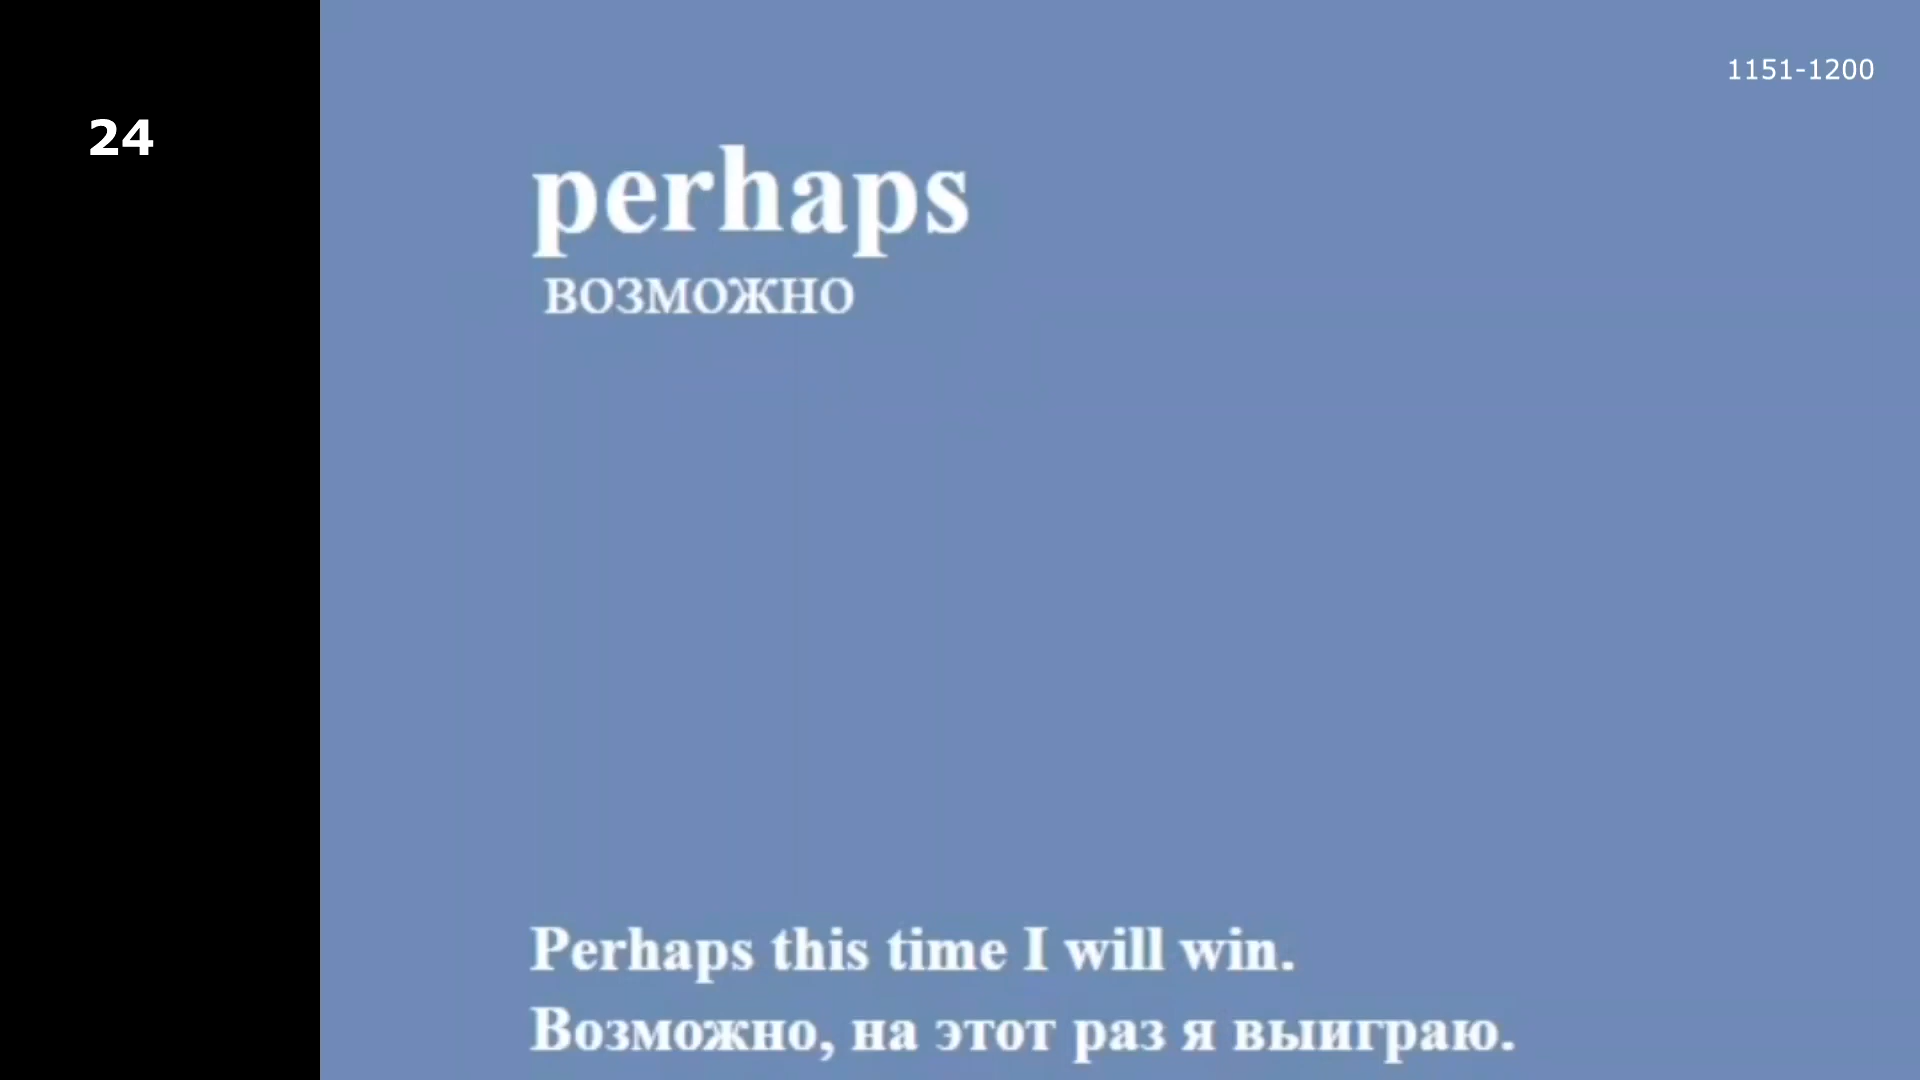 24
1151-1200
perhaps
возможно
Perhaps this time I will win.
Возможно, на этот раз я выиграю.